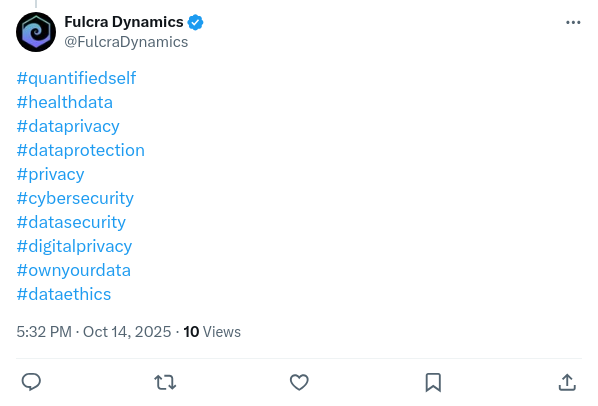 Fulcra Dynamics
@FulcraDynamics
#quantifiedself
#healthdata
#dataprivacy
#dataprotection
#privacy
#cybersecurity
#datasecurity
#digitalprivacy
#ownyourdata
#dataethics
5:32 PM · Oct 14, 2025 · 10 Views